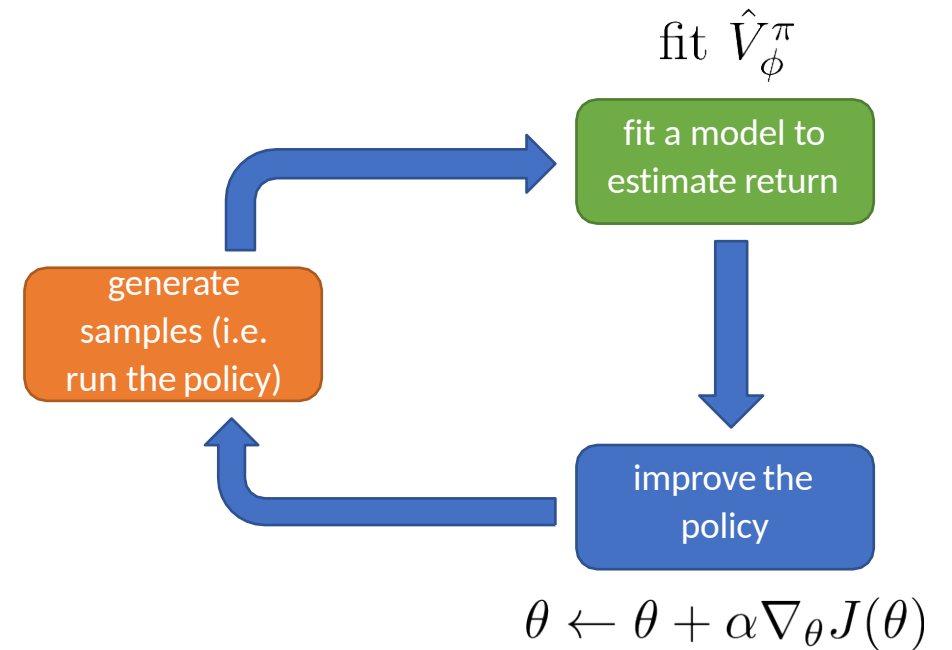 fit $\hat{V}_{\phi}^{\pi}$
fit a model to
estimate return
generate
samples (i.e.
run the policy)
improve the
policy
$\theta \leftarrow \theta + \alpha \nabla_{\theta} J(\theta)$